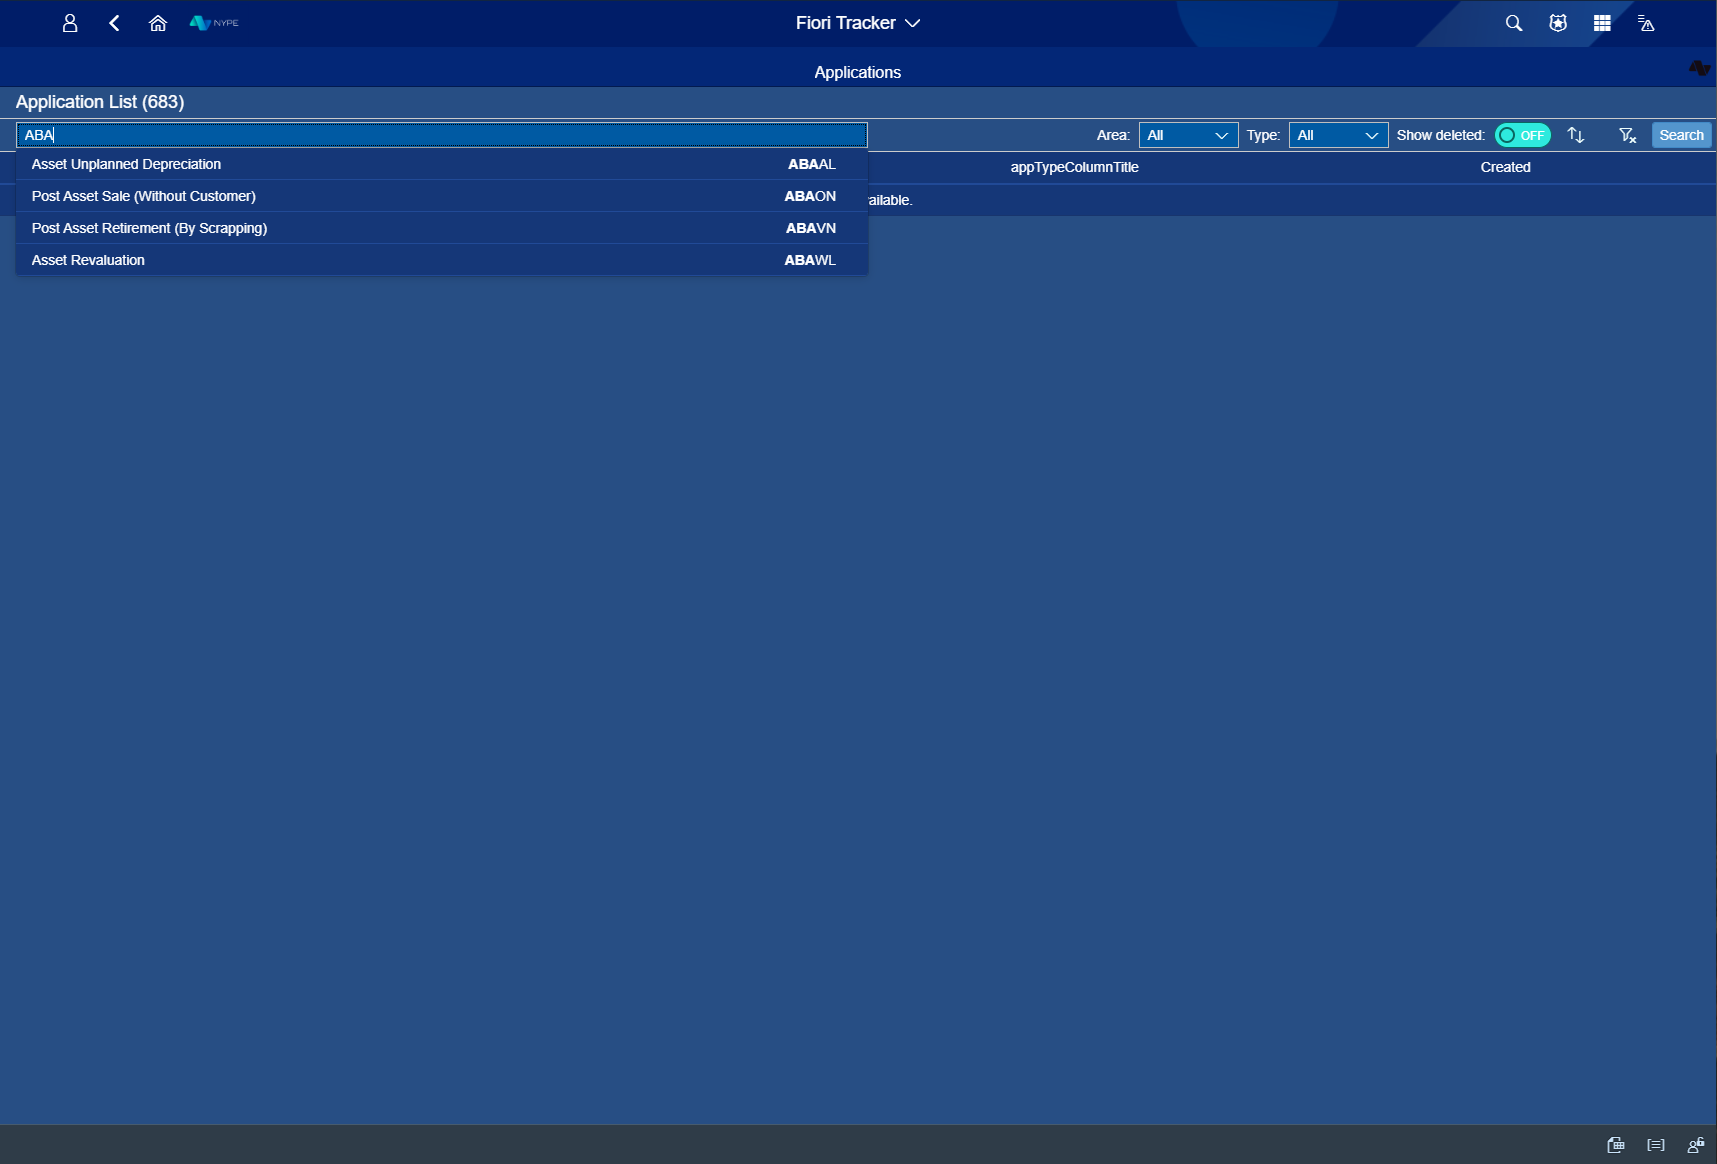 NYPE
Fiori Tracker
Applications
Application List (683)
ABA
Area: All Type: All Show deleted: OFF Search
appTypeColumnTitle Created
Asset Unplanned Depreciation ABAAL
Post Asset Sale (Without Customer) ABAON
ailable.
Post Asset Retirement (By Scrapping) ABAVN
Asset Revaluation ABAWL